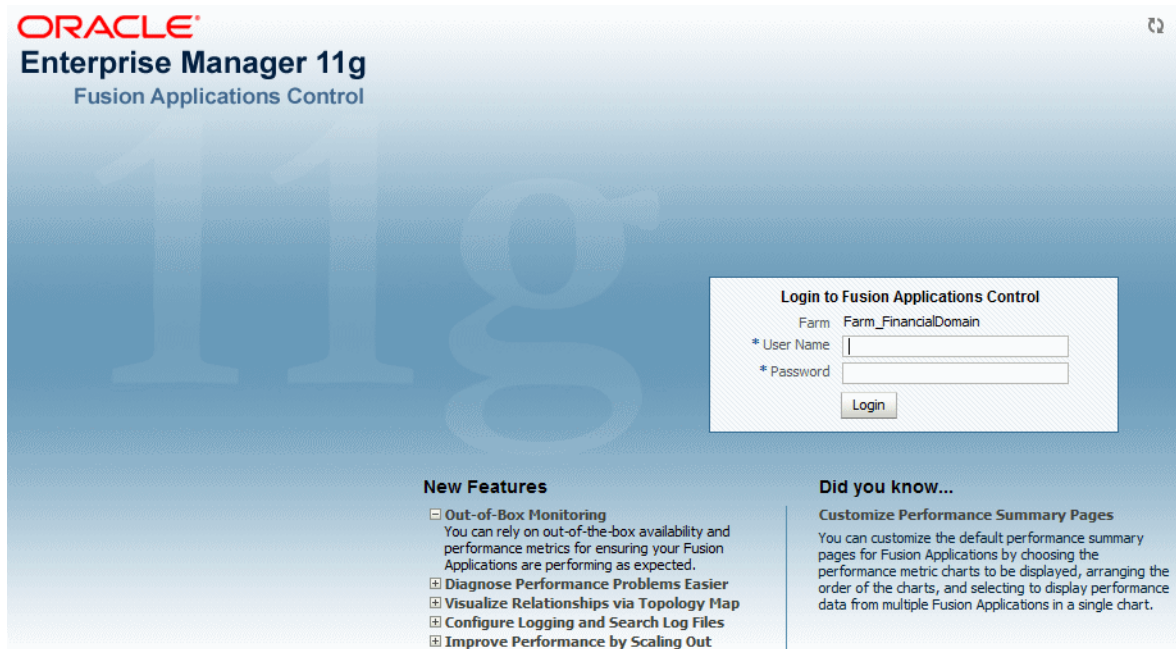 ORACLE
Enterprise Manager 11g
Fusion Applications Control
11g
Login to Fusion Applications Control
Farm Farm_FinancialDomain
* User Name
* Password
Login
New Features
Out-of-Box Monitoring
You can rely on out-of-the-box availability and
performance metrics for ensuring your Fusion
Applications are performing as expected.
Diagnose Performance Problems Easier
Visualize Relationships via Topology Map
Configure Logging and Search Log Files
Improve Performance by Scaling Out
Did you know...
Customize Performance Summary Pages
You can customize the default performance summary
pages for Fusion Applications by choosing the
performance metric charts to be displayed, arranging the
order of the charts, and selecting to display performance
data from multiple Fusion Applications in a single chart.